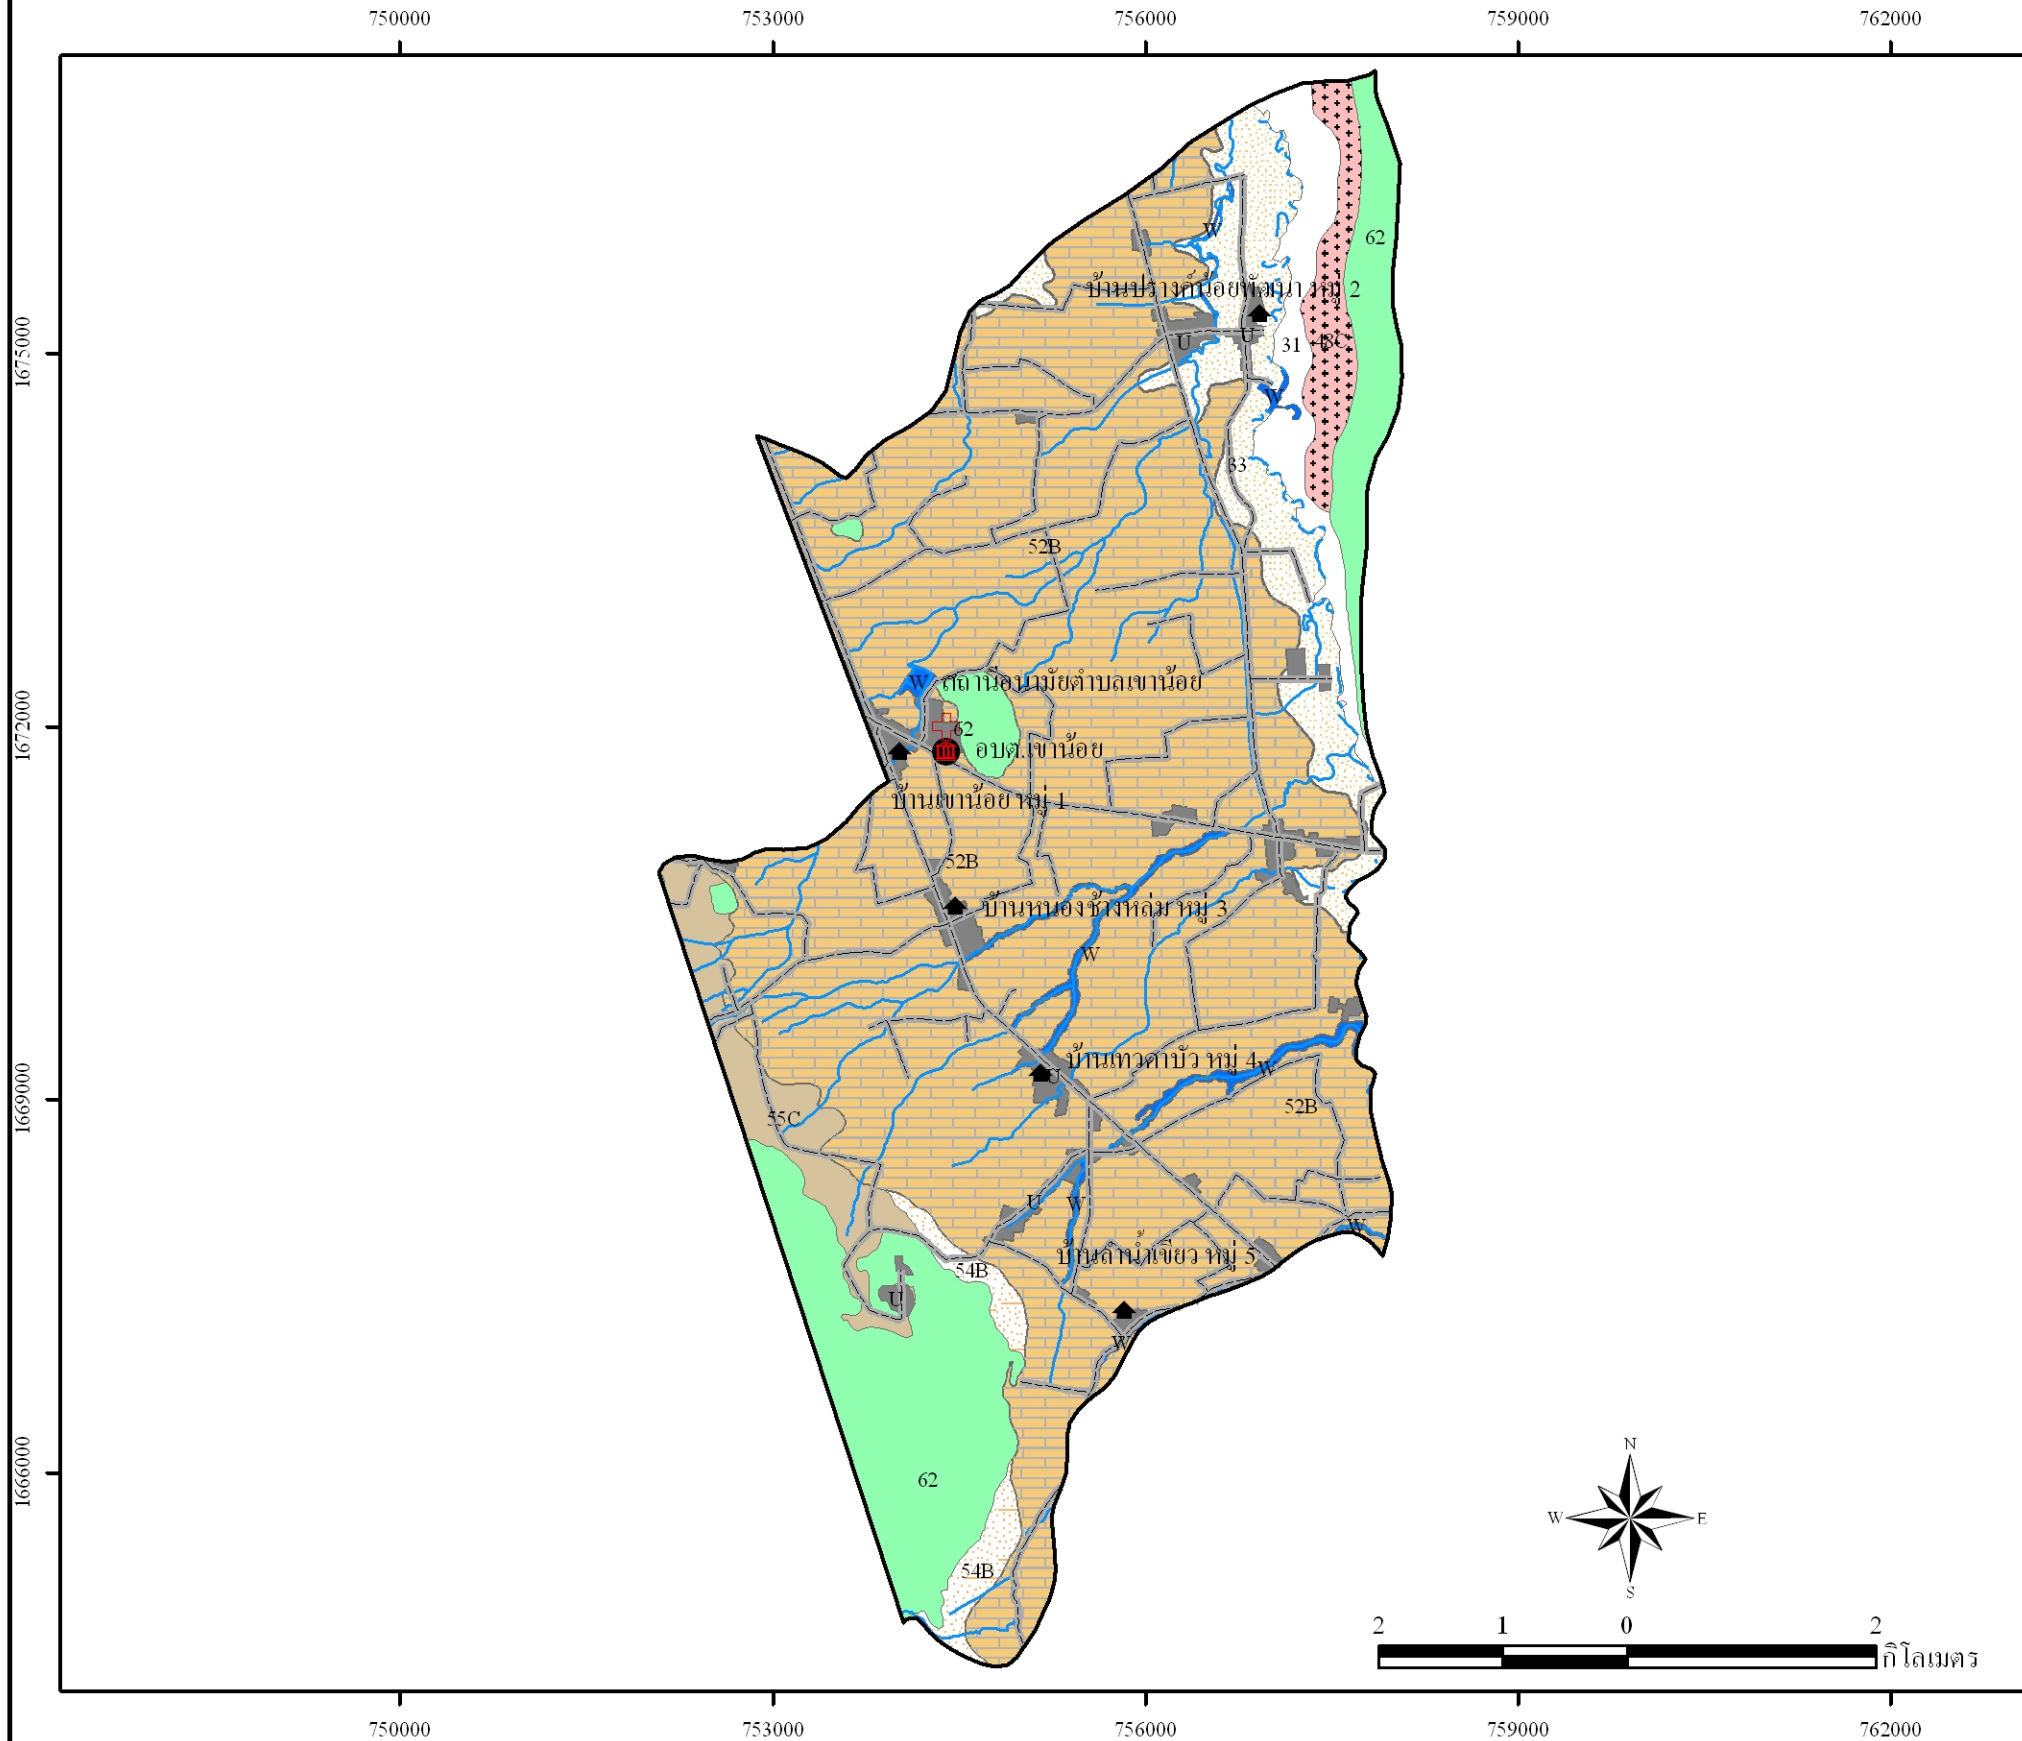 750000 753000 756000 759000 762000
1675000
1672000
1669000
1666000
62
W
บ้านปรางค์น้อยพัฒนา หมู่ 2
U U 31 48C
W
33
52B
W สถานีอนามัยตำบลเขาน้อย
62
อบต.เขาน้อย
บ้านเขาน้อย หมู่ 1
52B
บ้านหนองช้างหล่ม หมู่ 3
W
บ้านเทวดาบัว หมู่ 4
U W
52B
55C
U W
W
บ้านลำน้ำเขียว หมู่ 5
54B
U
W
62
54B
N
W E
S
2 1 0 2
กิโลเมตร
750000 753000 756000 759000 762000